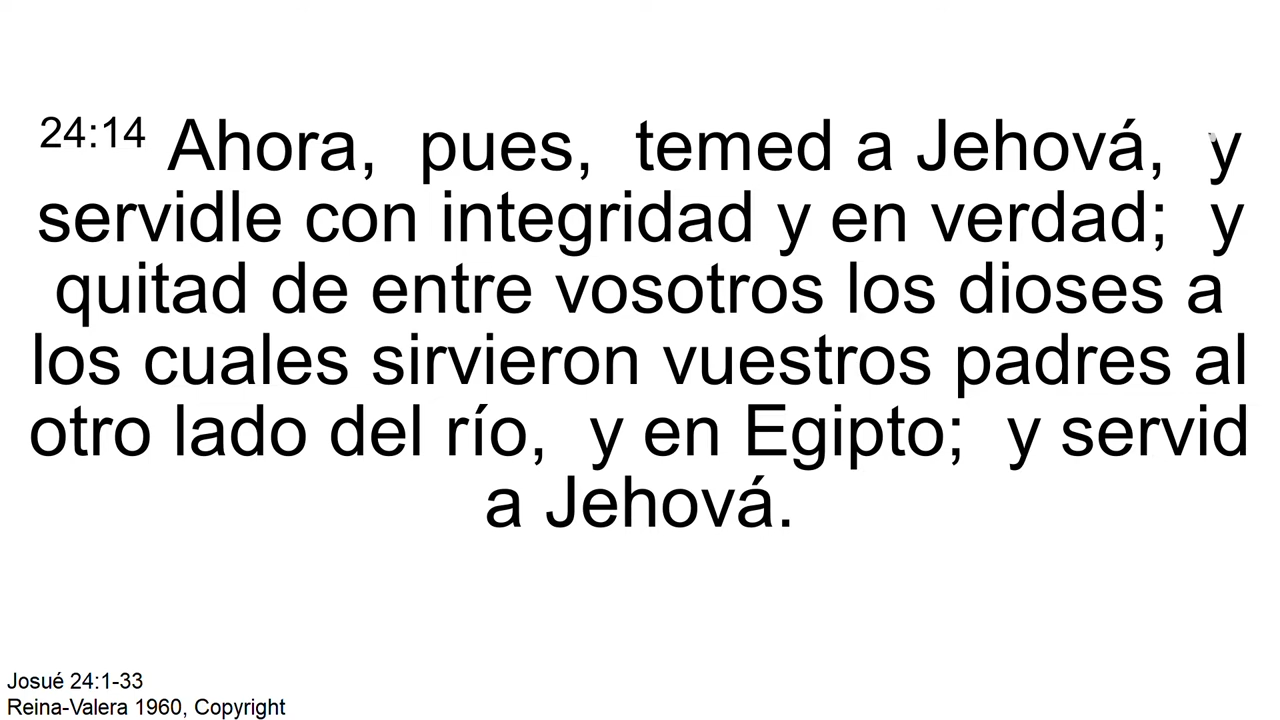 24:14 Ahora,  pues,  temed a Jehová,  y
servidle con integridad y en verdad;  y
quitad de entre vosotros los dioses a
los cuales sirvieron vuestros padres al
otro lado del río,  y en Egipto;  y servid
a Jehová.
Josué 24:1-33
Reina-Valera 1960, Copyright